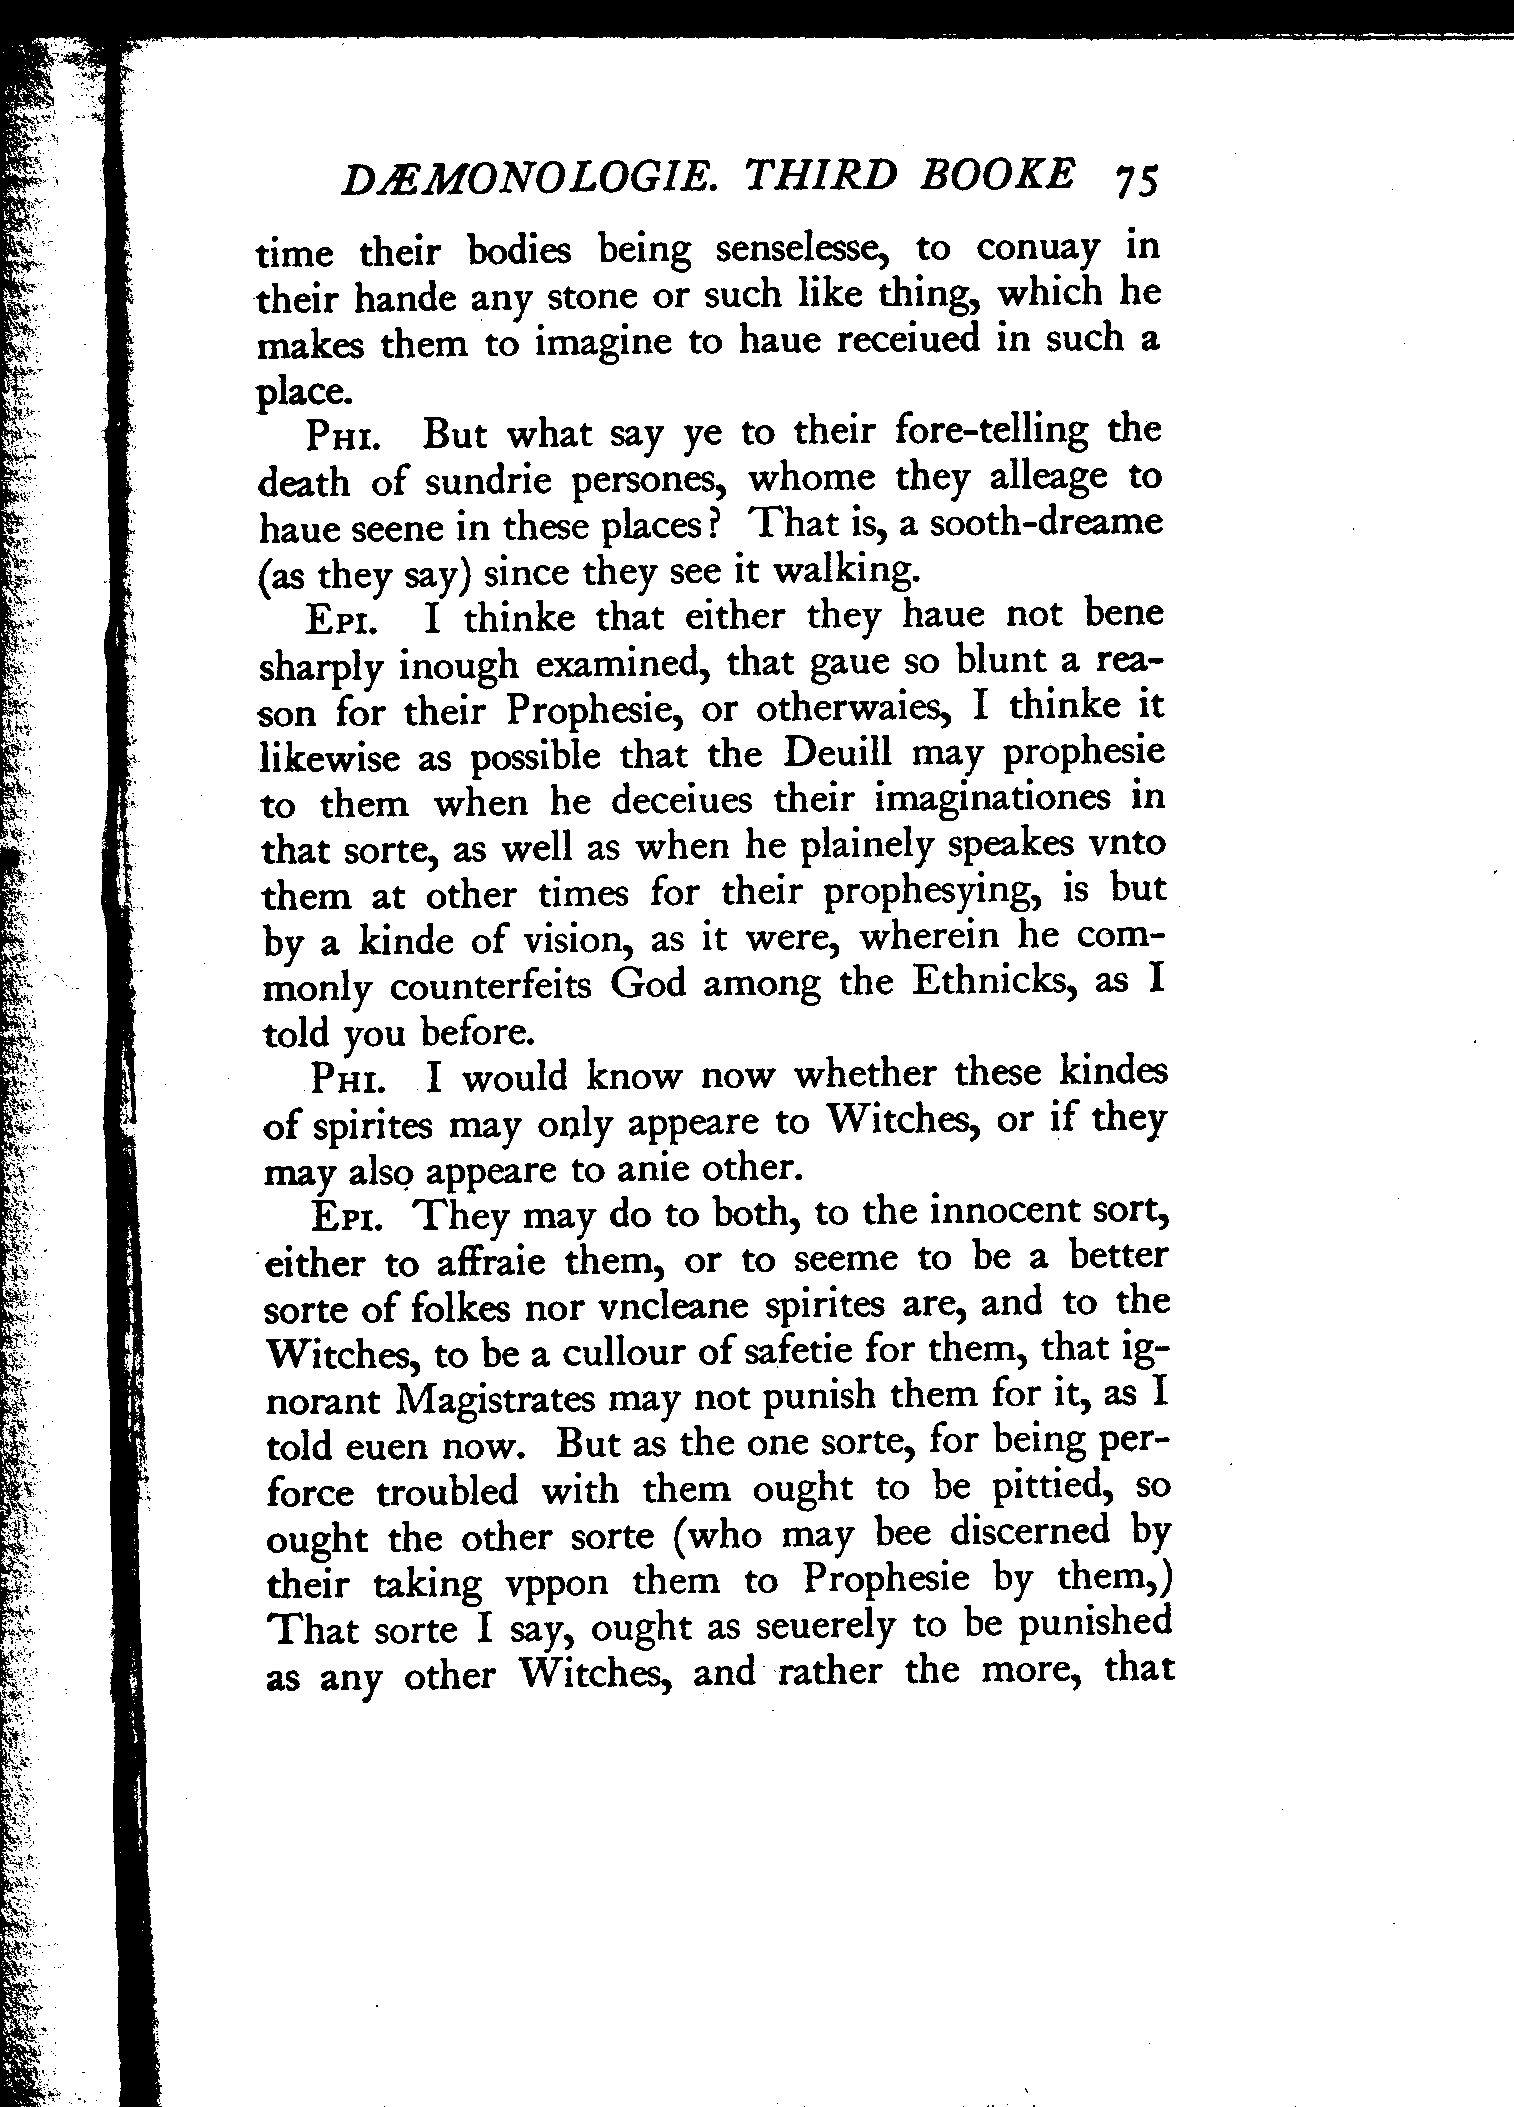 DÆMONOLOGIE. THIRD BOOKE 75
time their bodies being senselesse, to conuay in
their hande any stone or such like thing, which he
makes them to imagine to haue receiued in such a
place.
PHI. But what say ye to their fore-telling the
death of sundrie persones, whome they alleage to
haue seene in these places? That is, a sooth-dreame
(as they say) since they see it walking.
EPI. I thinke that either they haue not bene
sharply inough examined, that gaue so blunt a rea-
son for their Prophesie, or otherwaies, I thinke it
likewise as possible that the Deuill may prophesie
to them when he deceiues their imaginationes in
that sorte, as well as when he plainely speakes vnto
them at other times for their prophesying, is but
by a kinde of vision, as it were, wherein he com-
monly counterfeits God among the Ethnicks, as I
told you before.
PHI. I would know now whether these kindes
of spirites may only appeare to Witches, or if they
may also appeare to anie other.
EPI. They may do to both, to the innocent sort,
either to affraie them, or to seeme to be a better
sorte of folkes nor vncleane spirites are, and to the
Witches, to be a cullour of safetie for them, that ig-
norant Magistrates may not punish them for it, as I
told euen now. But as the one sorte, for being per-
force troubled with them ought to be pittied, so
ought the other sorte (who may bee discerned by
their taking vppon them to Prophesie by them,)
That sorte I say, ought as seuerely to be punished
as any other Witches, and rather the more, that